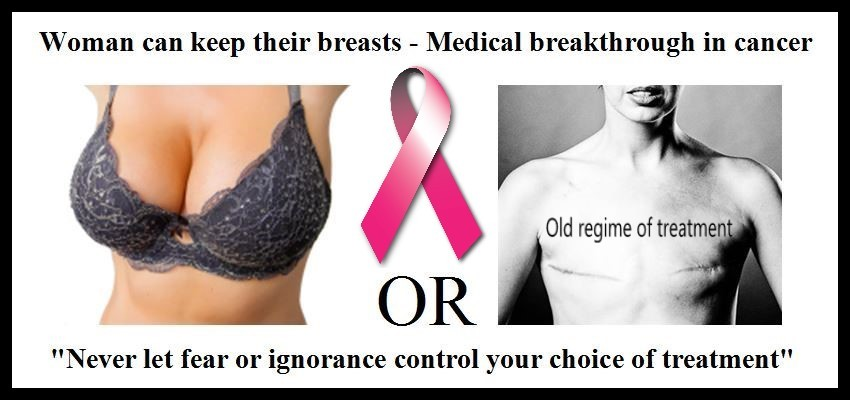 Woman can keep their breasts - Medical breakthrough in cancer
Old regime of treatment
OR
"Never let fear or ignorance control your choice of treatment"